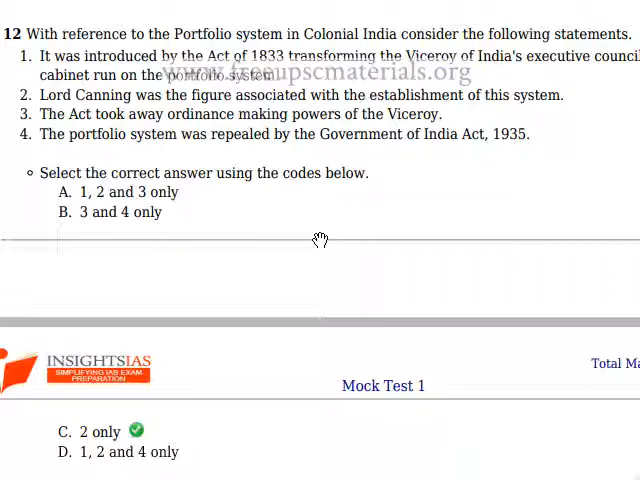 12 With reference to the Portfolio system in Colonial India consider the following statements.
1. It was introduced by the Act of 1833 transforming the Viceroy of India's executive council
cabinet run on the portfolio system.
www.freeupscmaterials.org
2. Lord Canning was the figure associated with the establishment of this system.
3. The Act took away ordinance making powers of the Viceroy.
4. The portfolio system was repealed by the Government of India Act, 1935.
Select the correct answer using the codes below.
A. 1, 2 and 3 only
B. 3 and 4 only
INSIGHTSIAS
SIMPLIFYING IAS EXAM
PREPARATION
Total Ma
Mock Test 1
C. 2 only
D. 1, 2 and 4 only